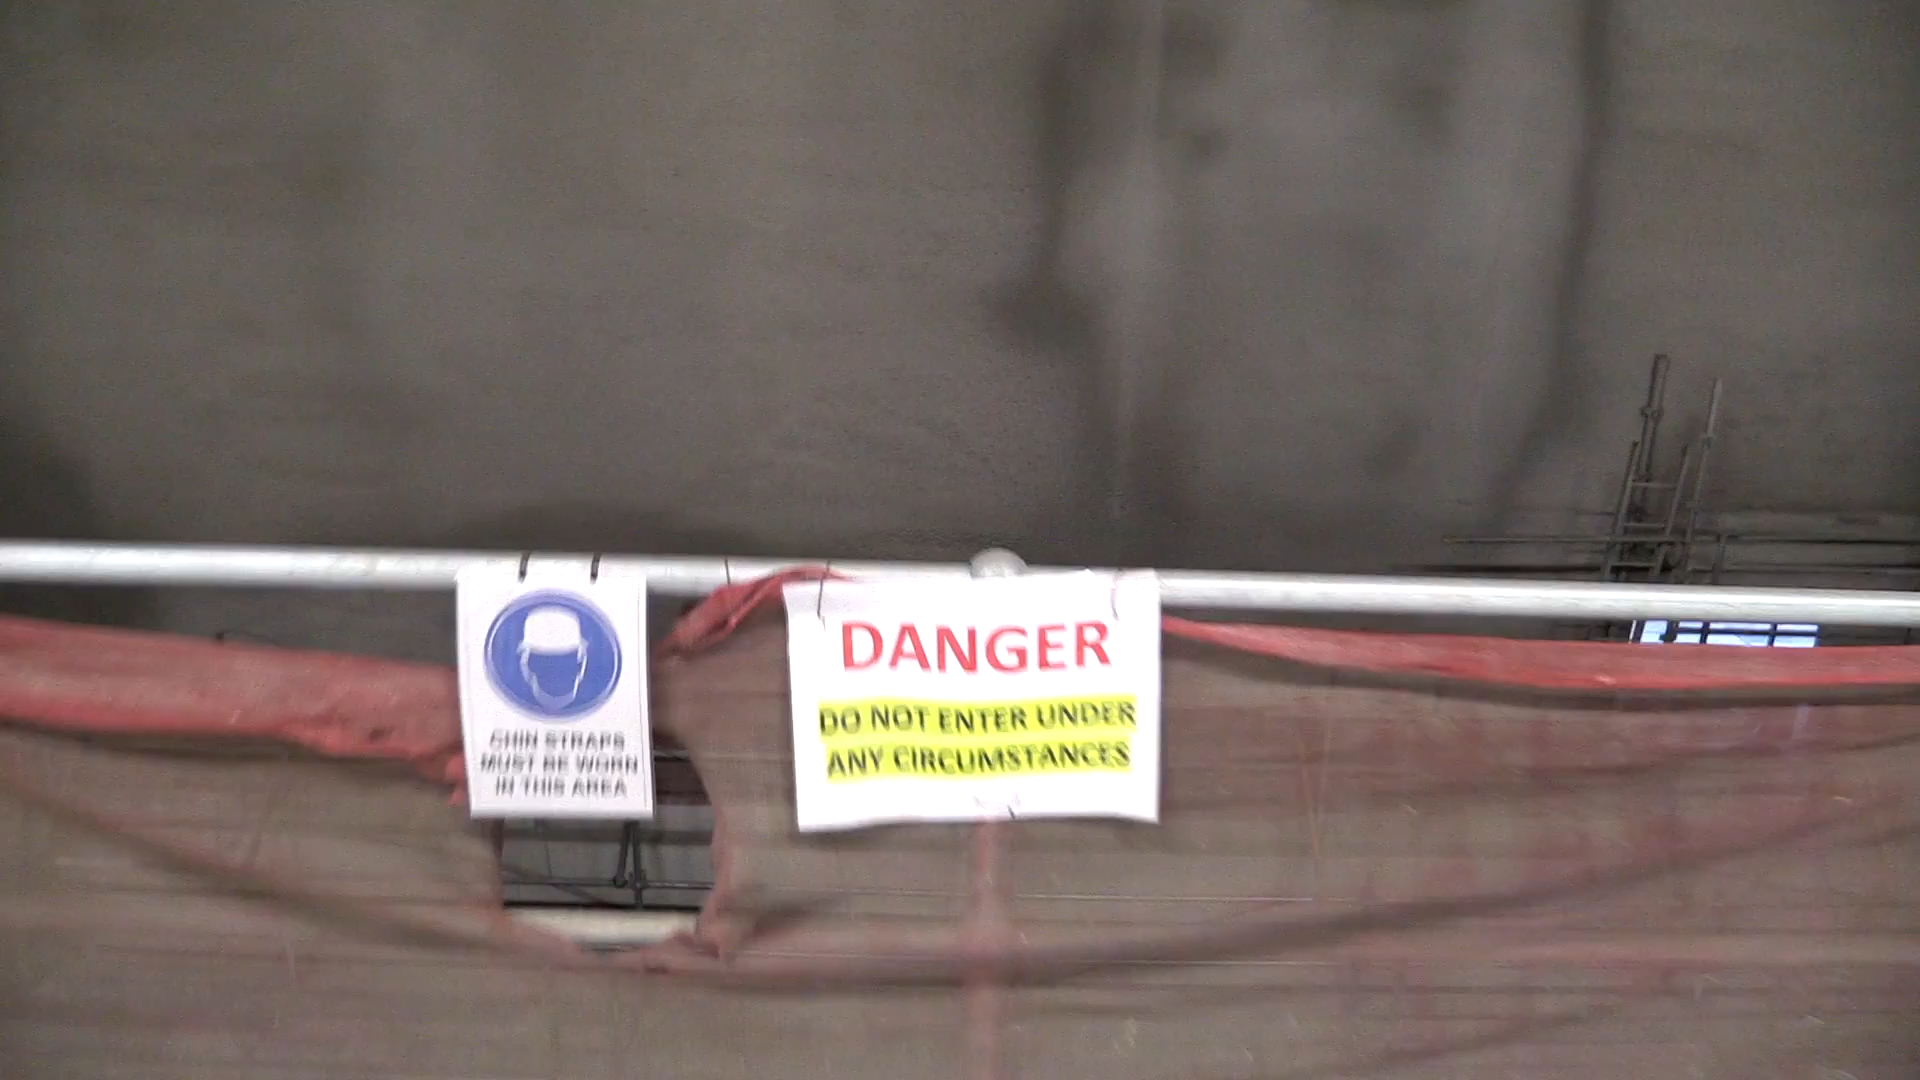 CHIN STRAPS
MUST BE WORN
IN THIS AREA
DANGER
DO NOT ENTER UNDER
ANY CIRCUMSTANCES